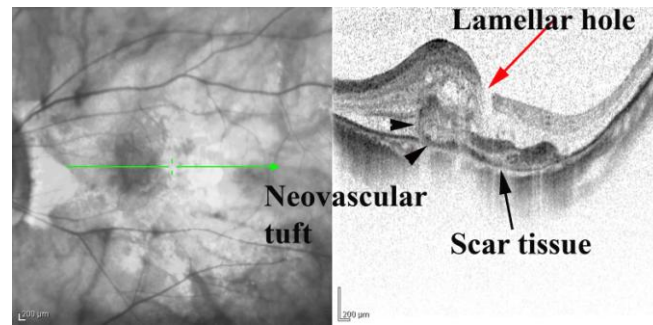 Lamellar hole
Neovascular
tuft
Scar tissue
200 µm
200 µm